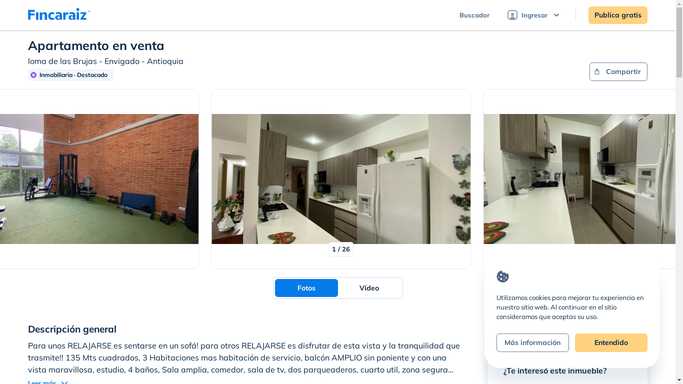 Fincaraiz
Buscador
Ingresar
Publica gratis
Apartamento en venta
loma de las Brujas - Envigado - Antioquia
Inmobiliaria · Destacado
Compartir
1 / 26
Fotos
Video
Descripción general
Para unos RELAJARSE es sentarse en un sofá! para otros RELAJARSE es disfrutar de esta vista y la tranquilidad que
trasmite!! 135 Mts cuadrados, 3 Habitaciones mas habitación de servicio, balcón AMPLIO sin poniente y con una
vista maravillosa, estudio, 4 baños, Sala amplia, comedor, sala de tv, dos parqueaderos, cuarto util, zona segura...
Leer más
Utilizamos cookies para mejorar tu experiencia en
nuestro sitio web. Al continuar en el sitio
consideramos que aceptas su uso.
Más información
Entendido
¿Te interesó este inmueble?